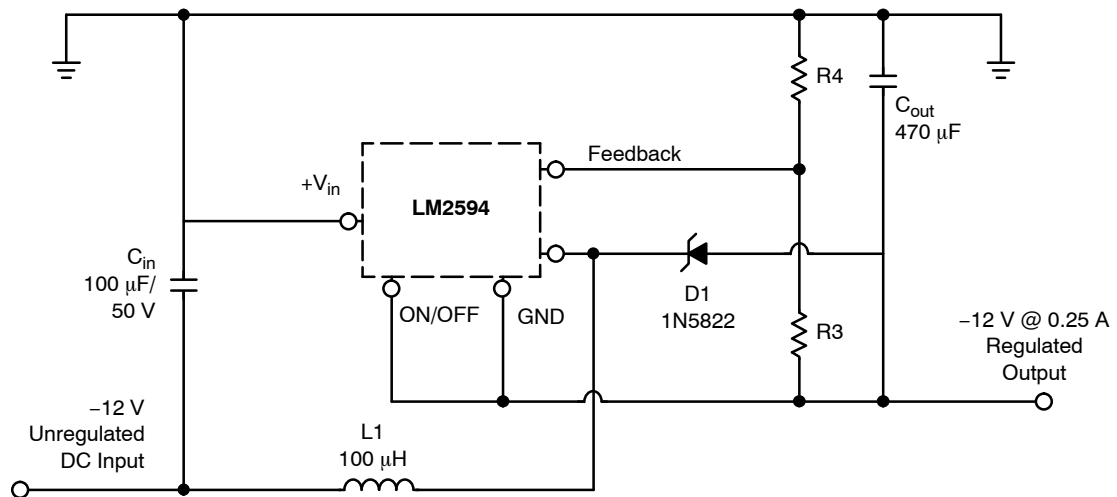 R4
C_out
470 μF
Feedback
+V_in
LM2594
C_in
100 μF/
50 V
ON/OFF
GND
D1
1N5822
R3
–12 V @ 0.25 A
Regulated
Output
–12 V
Unregulated
DC Input
L1
100 μH